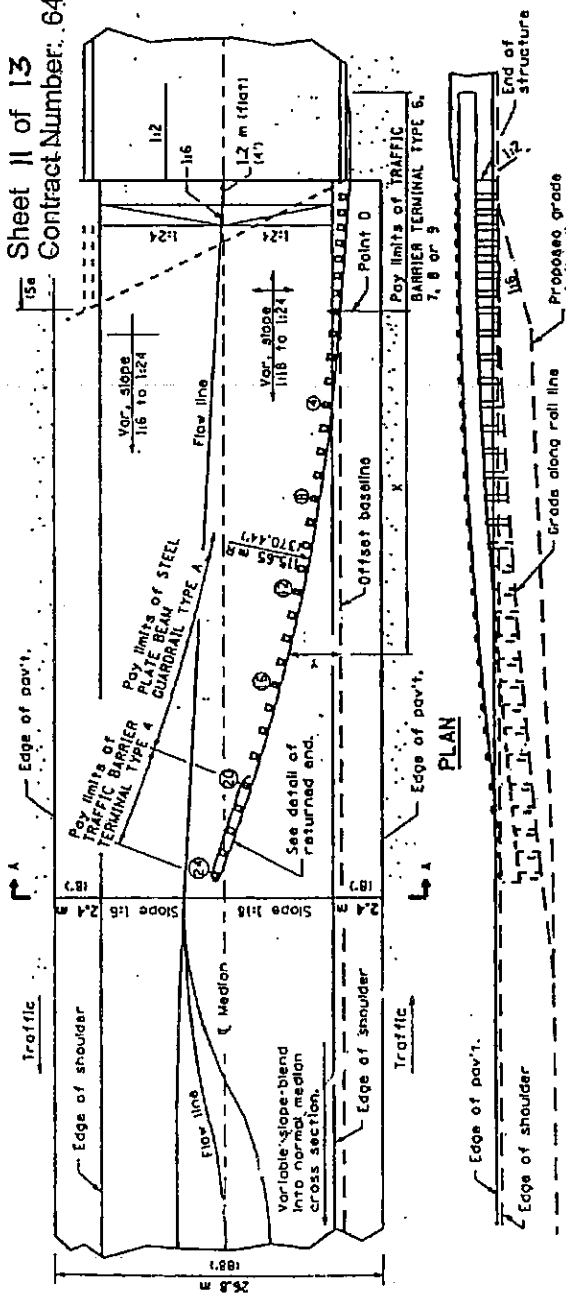 Sheet 11 of 13
Contract Number: 64
Traffic
Edge of pav't.
Edge of shoulder
2.4 m
(8')
A
Pay limits of
TRAFFIC BARRIER
TERMINAL TYPE 4
Pay limits of STEEL
PLATE BEAM
GUARDRAIL TYPE A
Var. slope
1:16 to 1:24
Flow line
1:2
1:6
1.2 m (flat)
(4')
1:24
1:24
Flow line
Slope 1:6
Slope 1:18
℄ Median
26.8 m
(88')
24
20
16
12
4
R
115.65
(370.44')
Var. slope
1:18 to 1:24
See detail of
returned end.
Variable slope-blend
into normal median
cross section.
Edge of shoulder
Offset baseline
Point D
X
Y
Pay limits of TRAFFIC
BARRIER TERMINAL TYPE 6,
7, 8 or 9
2.4 m
(8')
A
Traffic
Edge of pav't.
PLAN
Edge of pav't.
Edge of shoulder
Grade along rail line
1:6
1:2
Proposed grade
End of
structure